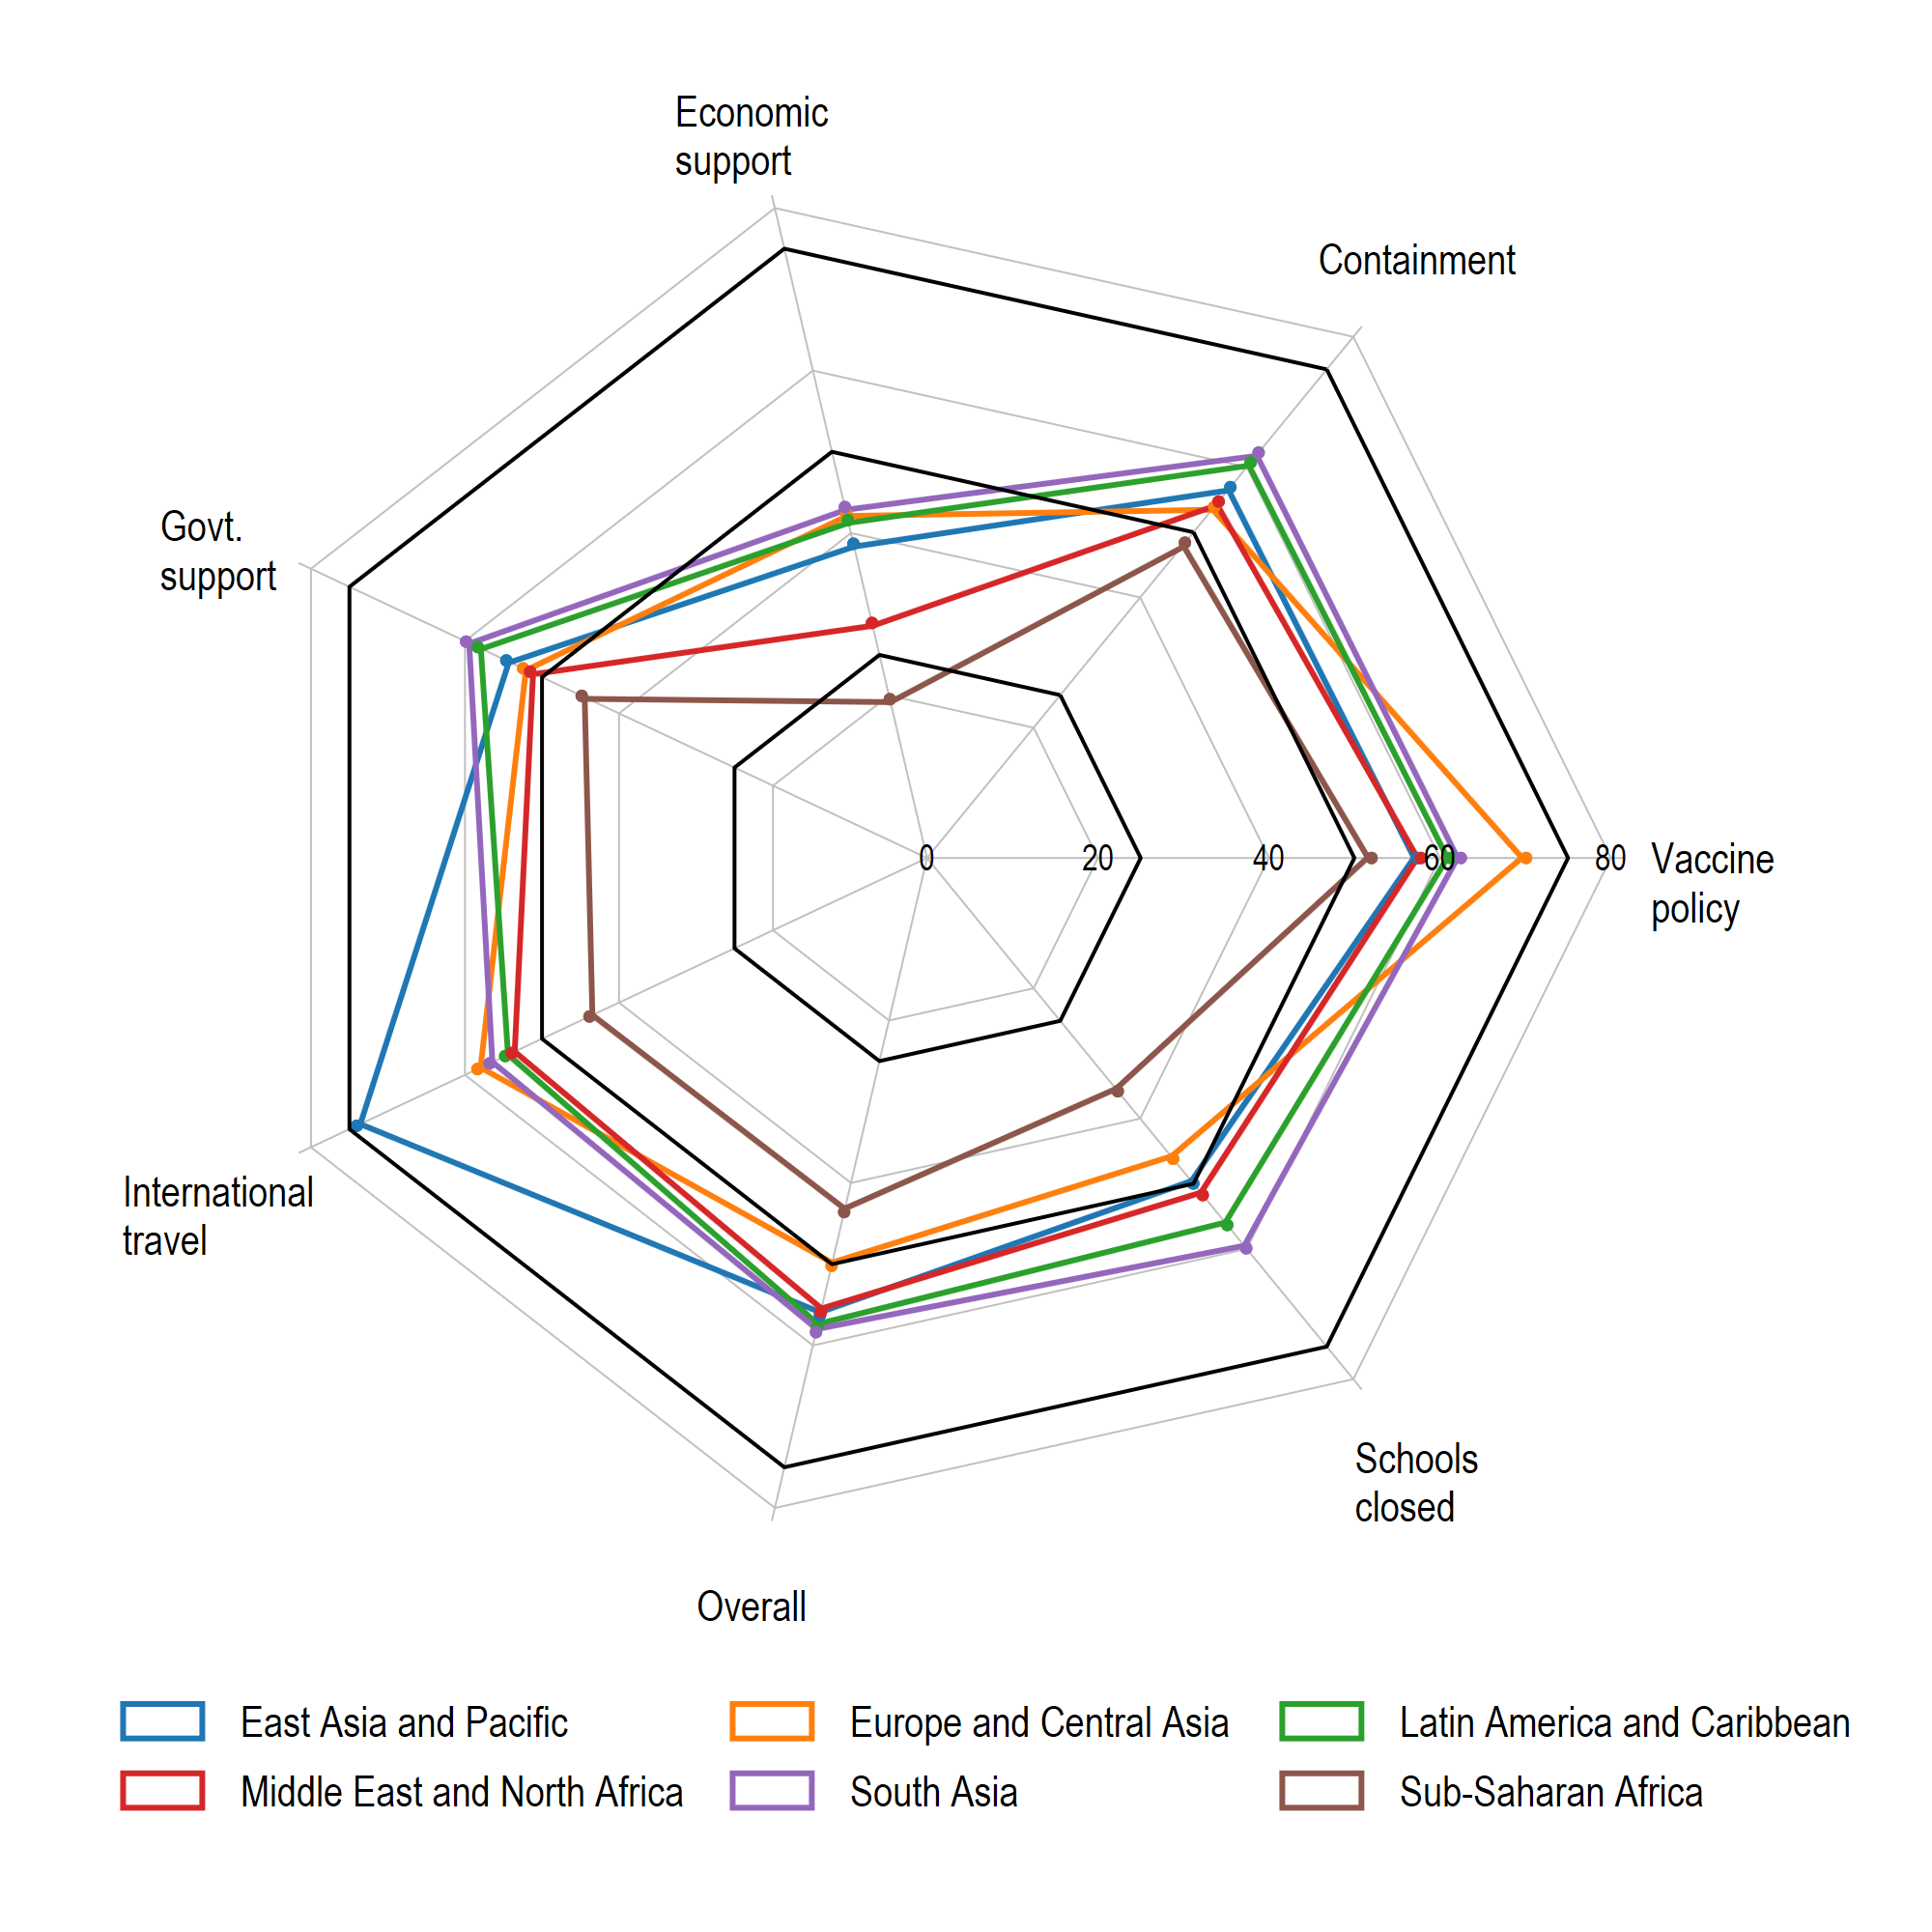 Economic
support
Containment
Govt.
support
0
20
40
60
80
Vaccine
policy
International
travel
Schools
closed
Overall
East Asia and Pacific
Europe and Central Asia
Latin America and Caribbean
Middle East and North Africa
South Asia
Sub-Saharan Africa